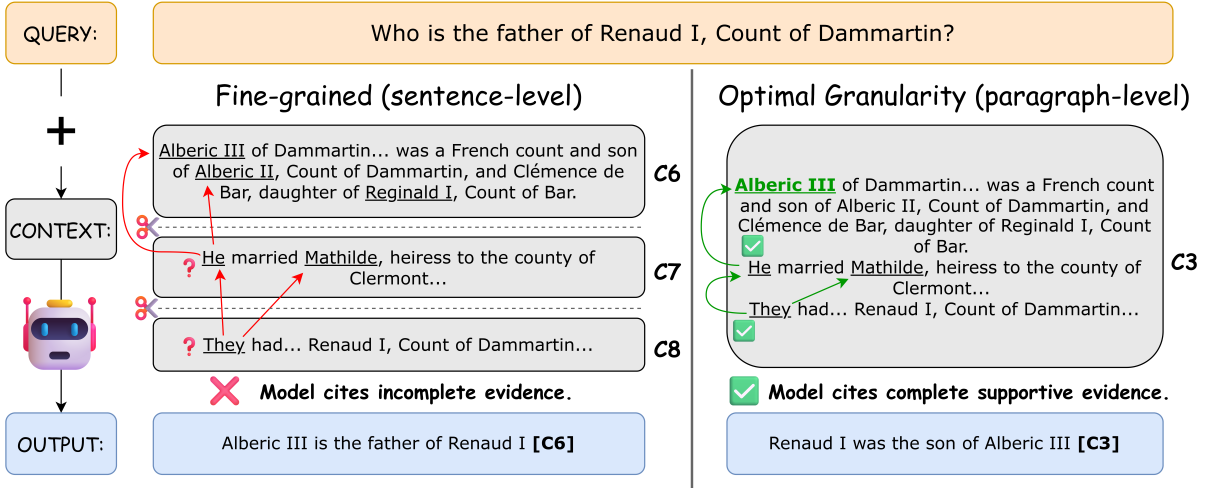 QUERY:
Who is the father of Renaud I, Count of Dammartin?
+
CONTEXT:
OUTPUT:
Fine-grained (sentence-level)
Alberic III of Dammartin... was a French count and son
of Alberic II, Count of Dammartin, and Clémence de
Bar, daughter of Reginald I, Count of Bar.
C6
? He married Mathilde, heiress to the county of
Clermont...
C7
? They had... Renaud I, Count of Dammartin...
C8
Model cites incomplete evidence.
Alberic III is the father of Renaud I [C6]
Optimal Granularity (paragraph-level)
Alberic III of Dammartin... was a French count
and son of Alberic II, Count of Dammartin, and
Clémence de Bar, daughter of Reginald I, Count
of Bar.
He married Mathilde, heiress to the county of
Clermont...
They had... Renaud I, Count of Dammartin...
C3
Model cites complete supportive evidence.
Renaud I was the son of Alberic III [C3]